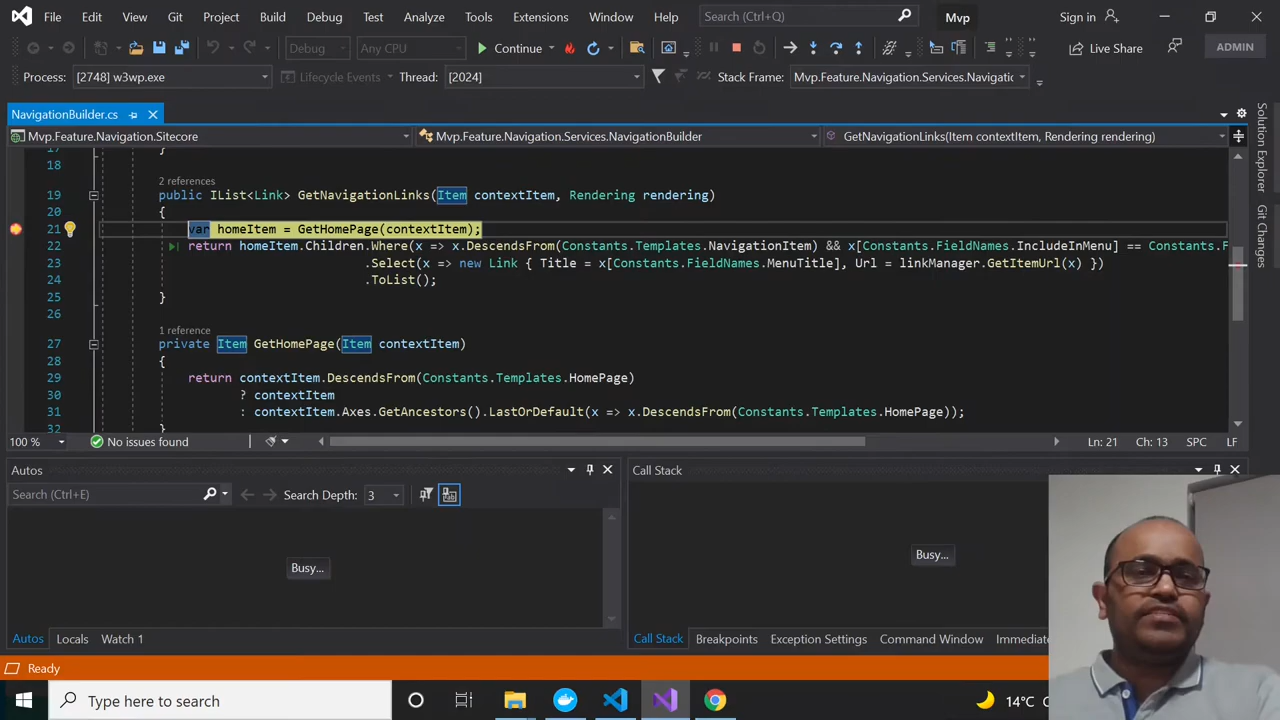 File Edit View Git Project Build Debug Test Analyze Tools Extensions Window Help Search (Ctrl+Q) Mvp Sign in
Debug Any CPU Continue Live Share ADMIN
Process: [2748] w3wp.exe Lifecycle Events Thread: [2024] Stack Frame: Mvp.Feature.Navigation.Services.Navigatic
NavigationBuilder.cs
Mvp.Feature.Navigation.Sitecore Mvp.Feature.Navigation.Services.NavigationBuilder GetNavigationLinks(Item contextItem, Rendering rendering)
17 }
18
2 references
19 public IList<Link> GetNavigationLinks(Item contextItem, Rendering rendering)
20 {
21 var homeItem = GetHomePage(contextItem);
22 return homeItem.Children.Where(x => x.DescendsFrom(Constants.Templates.NavigationItem) && x[Constants.FieldNames.IncludeInMenu] == Constants.F
23 .Select(x => new Link { Title = x[Constants.FieldNames.MenuTitle], Url = linkManager.GetItemUrl(x) })
24 .ToList();
25 }
26
1 reference
27 private Item GetHomePage(Item contextItem)
28 {
29 return contextItem.DescendsFrom(Constants.Templates.HomePage)
30 ? contextItem
31 : contextItem.Axes.GetAncestors().LastOrDefault(x => x.DescendsFrom(Constants.Templates.HomePage));
32 }
100 % No issues found Ln: 21 Ch: 13 SPC LF
Solution Explorer
Git Changes
Autos
Search (Ctrl+E) Search Depth: 3
Busy...
Autos Locals Watch 1
Call Stack
Busy...
Call Stack Breakpoints Exception Settings Command Window Immediate
Ready
Type here to search 14°C